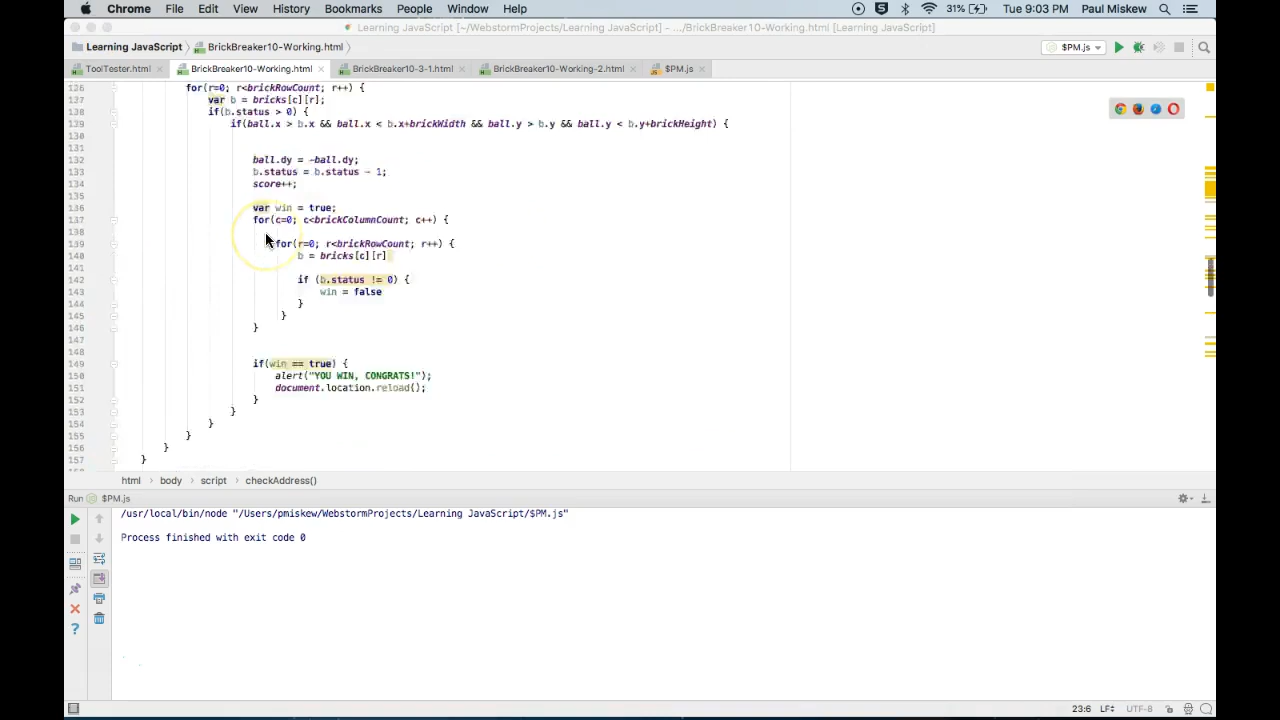 Chrome File Edit View History Bookmarks People Window Help 31% Tue 9:03 PM Paul Miskew
Learning JavaScript [~/WebstormProjects/Learning JavaScript] - .../BrickBreaker10-Working.html [Learning JavaScript]
Learning JavaScript BrickBreaker10-Working.html $PM.js
ToolTester.html BrickBreaker10-Working.html BrickBreaker10-3-1.html BrickBreaker10-Working-2.html $PM.js
126 for(r=0; r<brickRowCount; r++) {
127 var b = bricks[c][r];
138 if(b.status > 0) {
139 if(ball.x > b.x && ball.x < b.x+brickWidth && ball.y > b.y && ball.y < b.y+brickHeight) {
130
131
132 ball.dy = -ball.dy;
133 b.status = b.status - 1;
134 score++;
136 var win = true;
137 for(c=0; c<brickColumnCount; c++) {
138
139 for(r=0; r<brickRowCount; r++) {
140 b = bricks[c][r]
141
142 if (b.status != 0) {
143 win = false
144 }
145 }
146 }
147
148
149 if(win == true) {
150 alert("YOU WIN, CONGRATS!");
151 document.location.reload();
152 }
153 }
154 }
155 }
156 }
157 }
html body script checkAddress()
Run $PM.js
/usr/local/bin/node "/Users/pmiskew/WebstormProjects/Learning JavaScript/$PM.js"
Process finished with exit code 0
23:6 LF÷ UTF-8